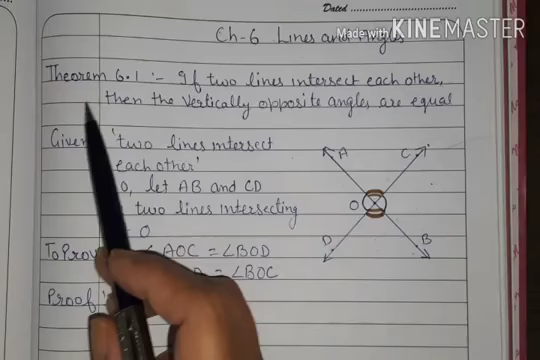 Dated
Made with KINEMASTER
Ch-6 Lines and Angles
Theorem 6.1 :- If two lines intersect each other,
then the vertically opposite angles are equal
Given 'two lines intersect
each other'
O, let AB and CD
two lines intersecting
O
To Prov ∠AOC = ∠BOD
= ∠BOC
Proof
A
C
O
D
B